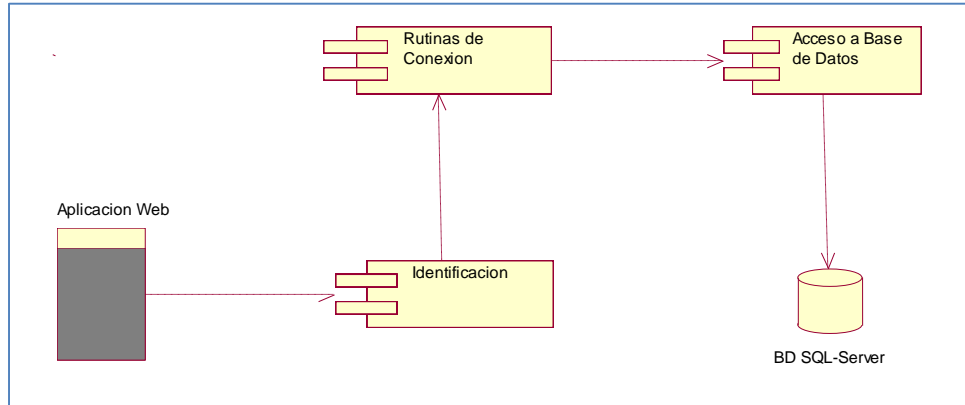 Rutinas de
Conexion
Acceso a Base
de Datos
Aplicacion Web
Identificacion
BD SQL-Server